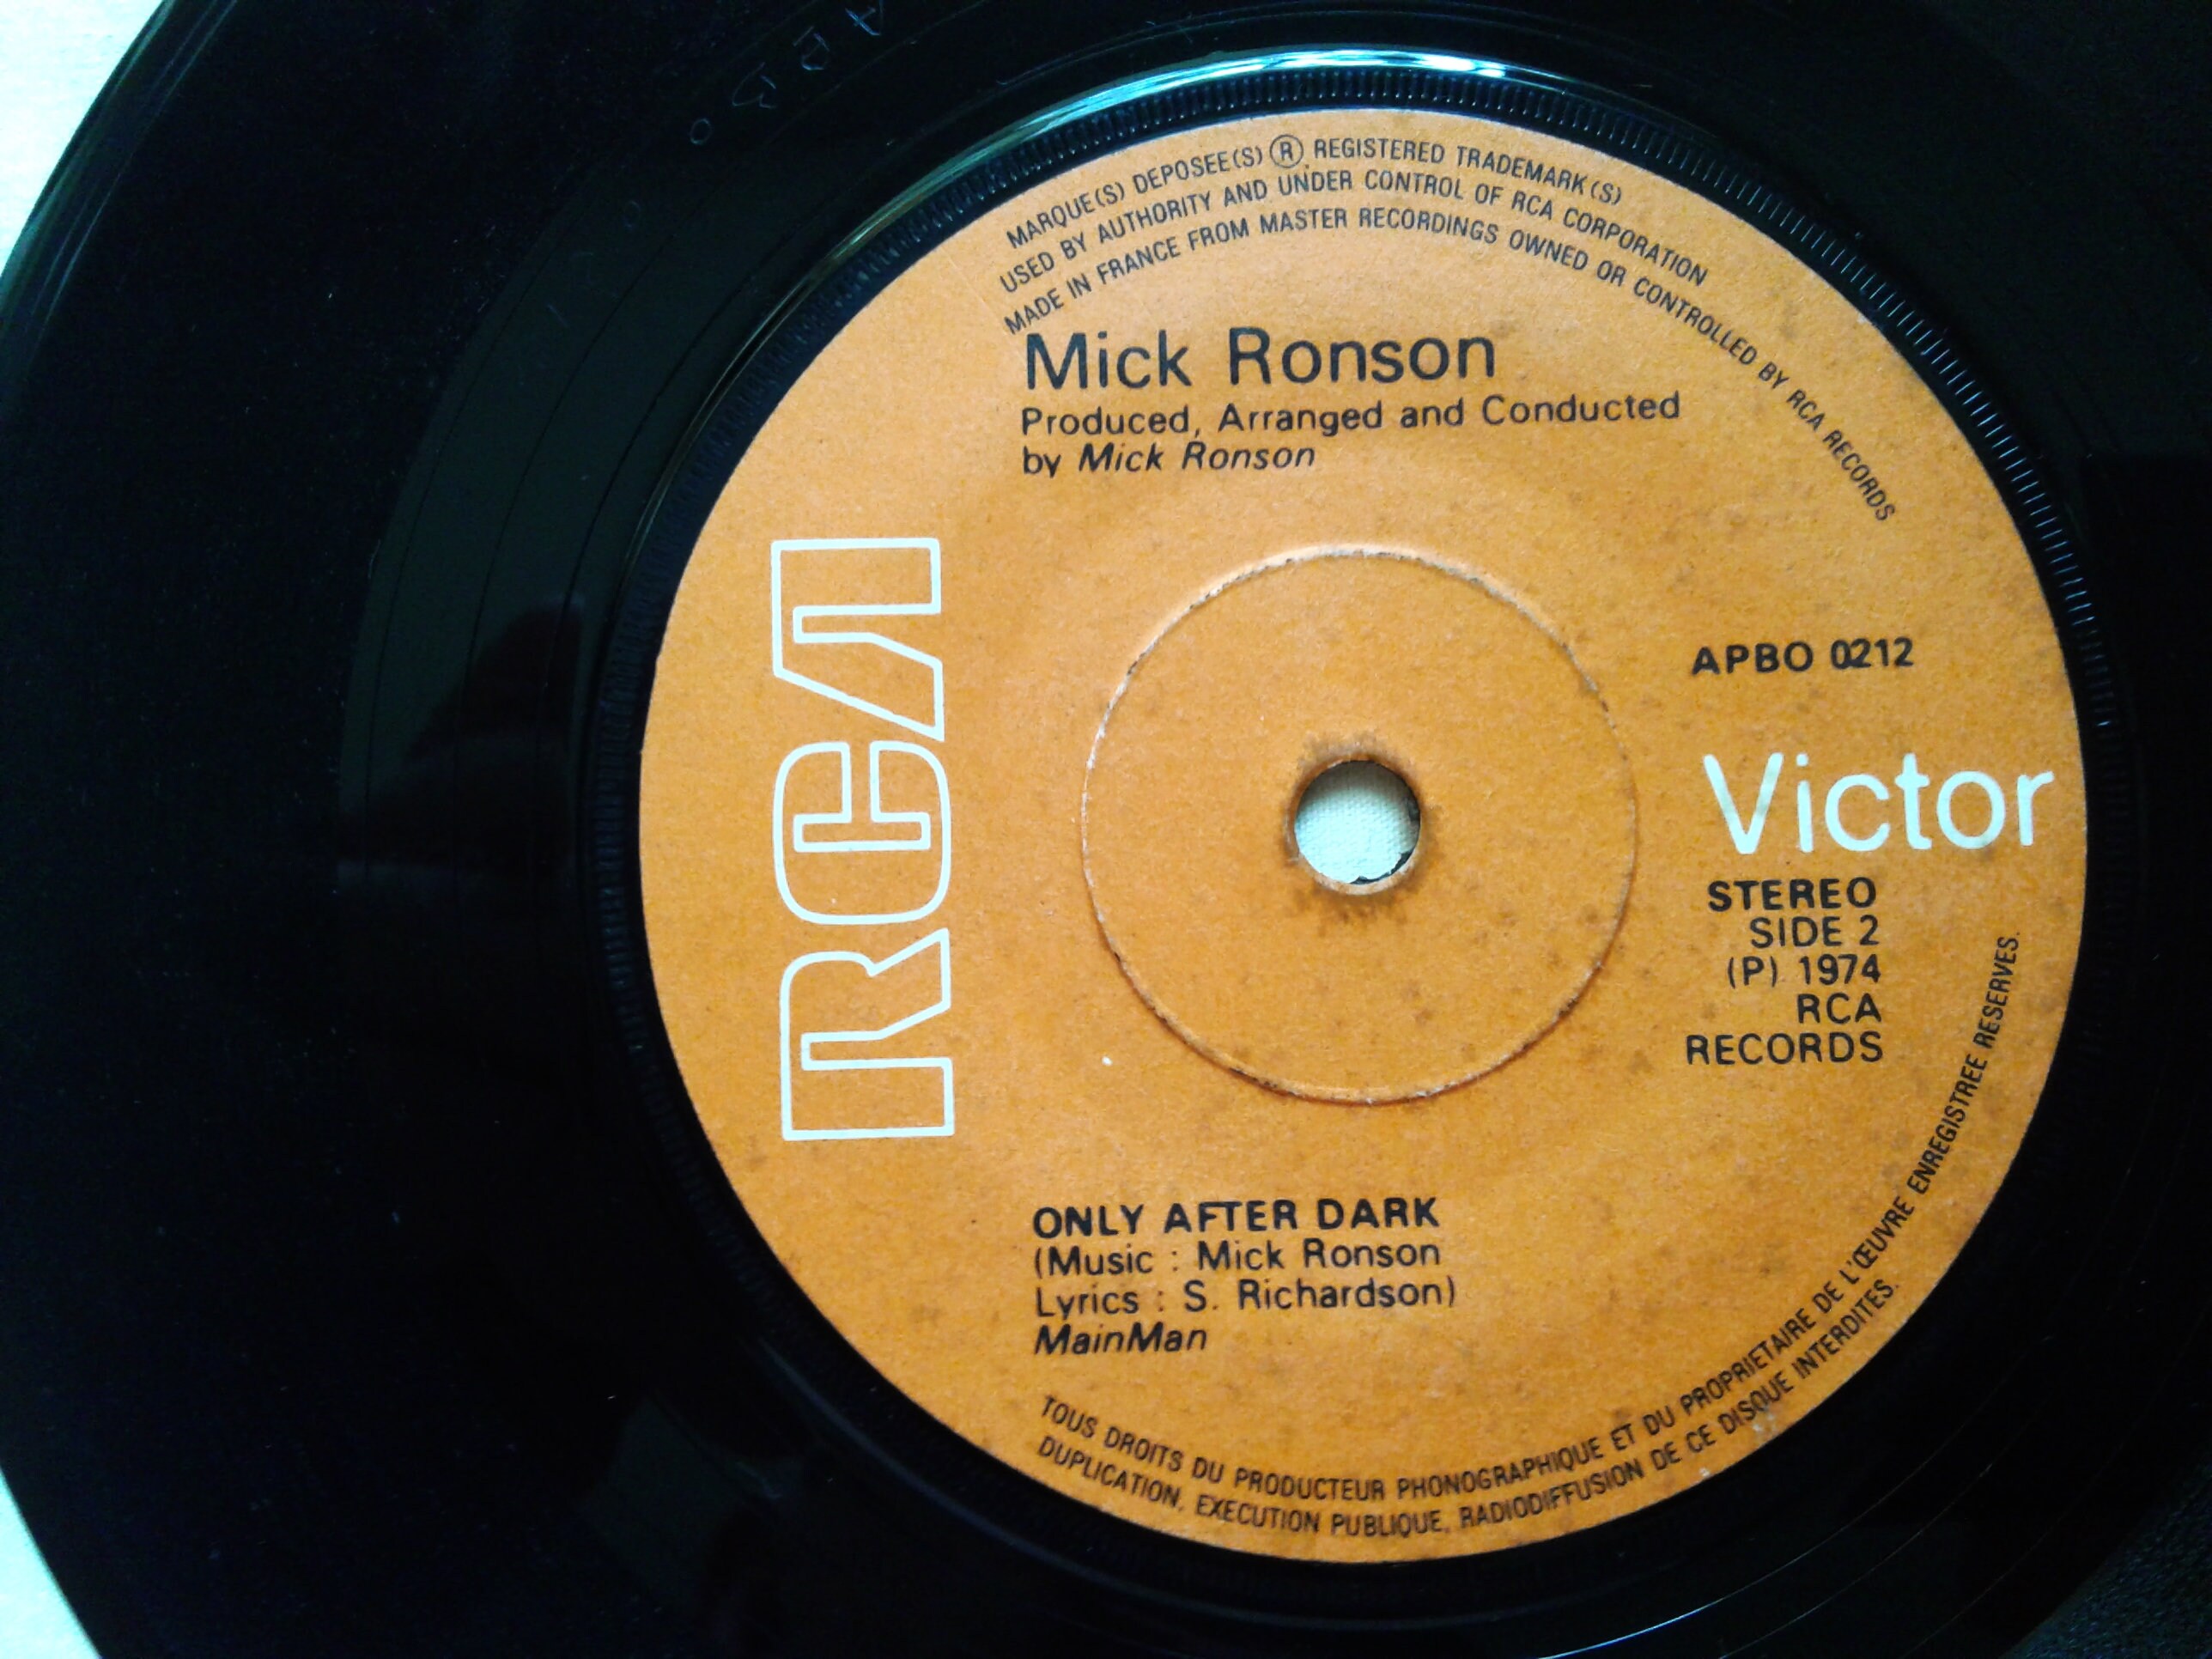 APBO
MARQUE(S) DEPOSEE(S) ® REGISTERED TRADEMARK(S)
USED BY AUTHORITY AND UNDER CONTROL OF RCA CORPORATION
MADE IN FRANCE FROM MASTER RECORDINGS OWNED OR CONTROLLED BY RCA RECORDS
Mick Ronson
Produced, Arranged and Conducted
by Mick Ronson
RCA
APBO 0212
Victor
STEREO
SIDE 2
(P) 1974
RCA
RECORDS
ONLY AFTER DARK
(Music : Mick Ronson
Lyrics : S. Richardson)
MainMan
TOUS DROITS DU PRODUCTEUR PHONOGRAPHIQUE ET DU PROPRIETAIRE DE L'ŒUVRE ENREGISTREE RESERVES.
DUPLICATION, EXECUTION PUBLIQUE, RADIODIFFUSION DE CE DISQUE INTERDITES.